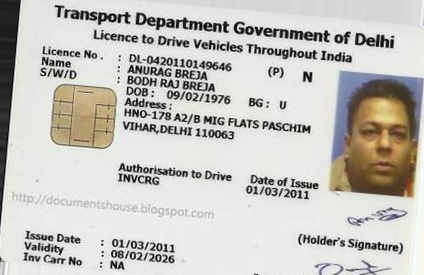 Transport Department Government of Delhi
Licence to Drive Vehicles Throughout India
Licence No. : DL-0420110149646 (P) N
Name : ANURAG BREJA
S/W/D : BODH RAJ BREJA
DOB : 09/02/1976 BG : U
Address :
HNO-178 A2/B MIG FLATS PASCHIM
VIHAR,DELHI 110063
Authorisation to Drive Date of Issue
INVCRG 01/03/2011
http://documentshouse.blogspot.com
(Holder's Signature)
Issue Date : 01/03/2011
Validity : 08/02/2026
Inv Carr No : NA